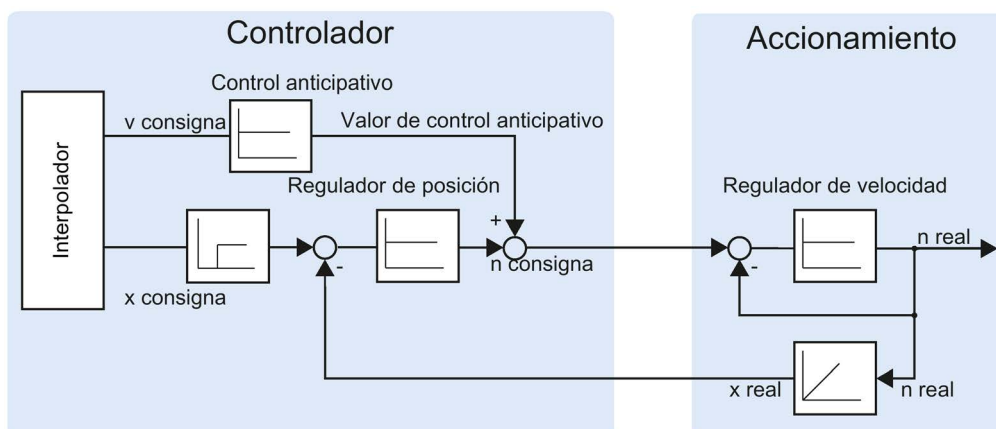 Controlador
Accionamiento
Control anticipativo
v consigna
Valor de control anticipativo
Interpolador
Regulador de posición
Regulador de velocidad
+
-
n consigna
-
n real
x consigna
x real
n real